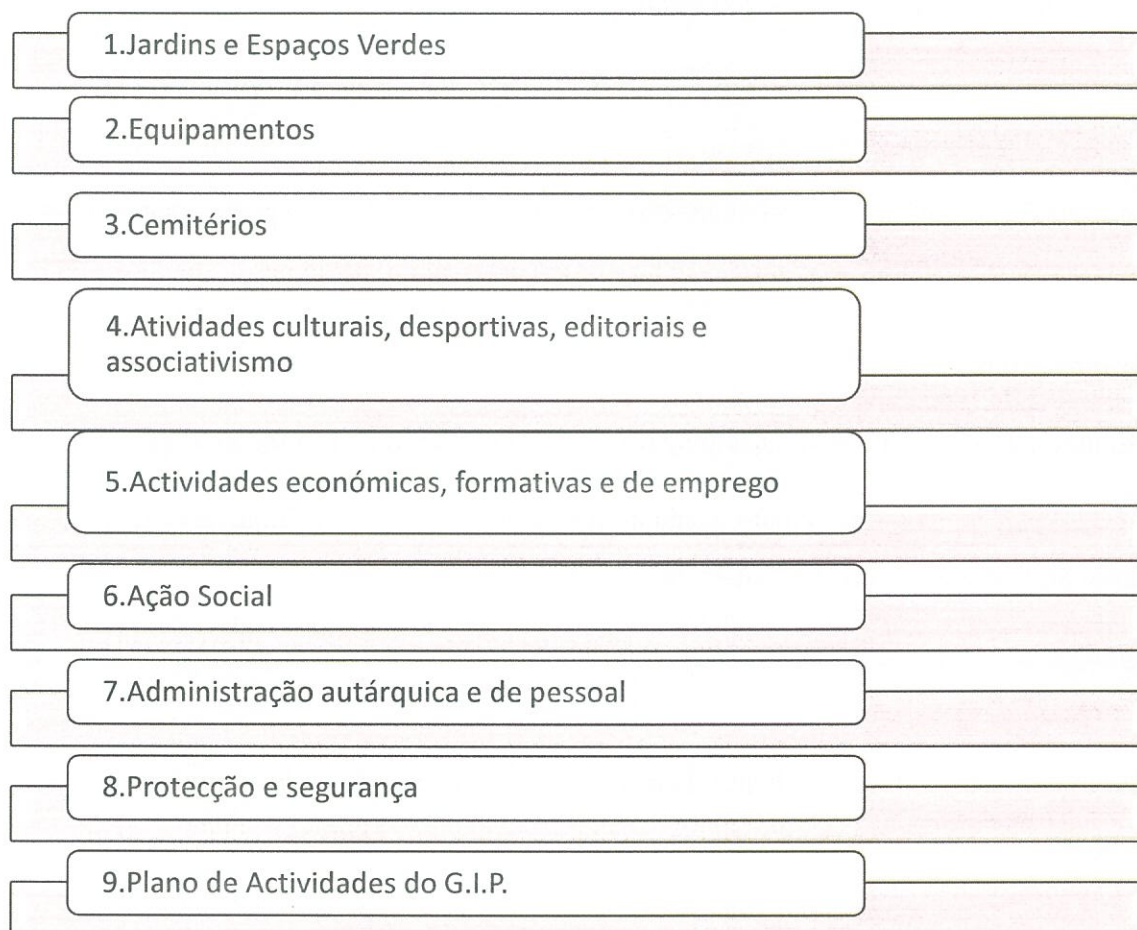 1.Jardins e Espaços Verdes
2.Equipamentos
3.Cemitérios
4.Atividades culturais, desportivas, editoriais e
associativismo
5.Actividades económicas, formativas e de emprego
6.Ação Social
7.Administração autárquica e de pessoal
8.Protecção e segurança
9.Plano de Actividades do G.I.P.